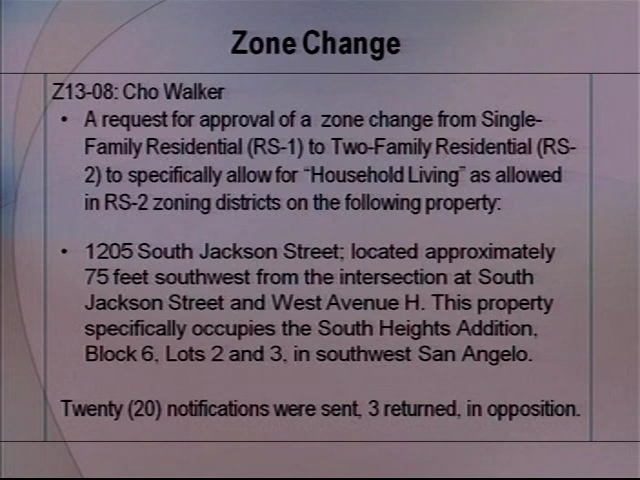 Zone Change
Z13-08: Cho Walker
• A request for approval of a zone change from Single-
Family Residential (RS-1) to Two-Family Residential (RS-
2) to specifically allow for “Household Living” as allowed
in RS-2 zoning districts on the following property:
• 1205 South Jackson Street; located approximately
75 feet southwest from the intersection at South
Jackson Street and West Avenue H. This property
specifically occupies the South Heights Addition,
Block 6, Lots 2 and 3, in southwest San Angelo.
Twenty (20) notifications were sent, 3 returned, in opposition.